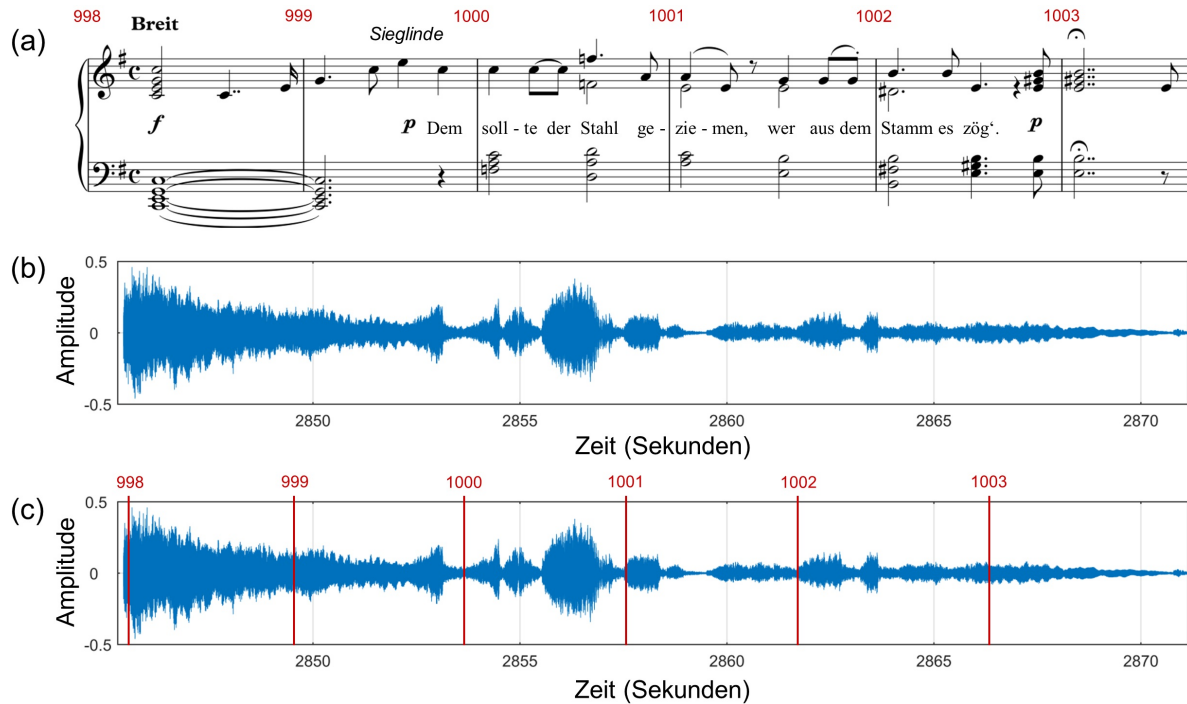 998 999 1000 1001 1002 1003
Breit
(a)
Sieglinde
f p Dem soll - te der Stahl ge - zie - men, wer aus dem Stamm es zög‘. p
(b)
0.5
Amplitude
0
-0.5
2850 2855 2860 2865 2870
Zeit (Sekunden)
998 999 1000 1001 1002 1003
(c)
0.5
Amplitude
0
-0.5
2850 2855 2860 2865 2870
Zeit (Sekunden)